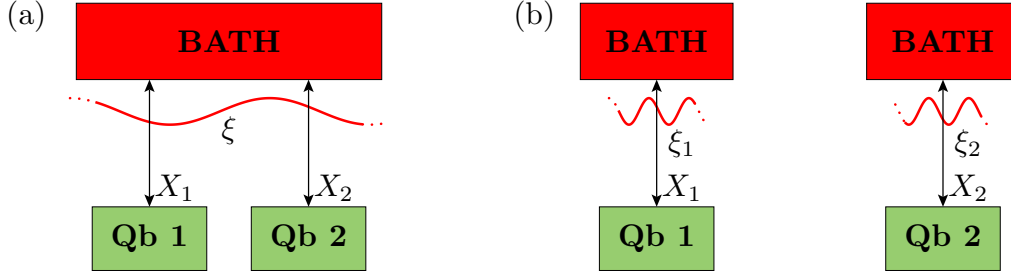 (a)
BATH
ξ
X₁
X₂
Qb 1
Qb 2
(b)
BATH
BATH
ξ₁
ξ₂
X₁
X₂
Qb 1
Qb 2